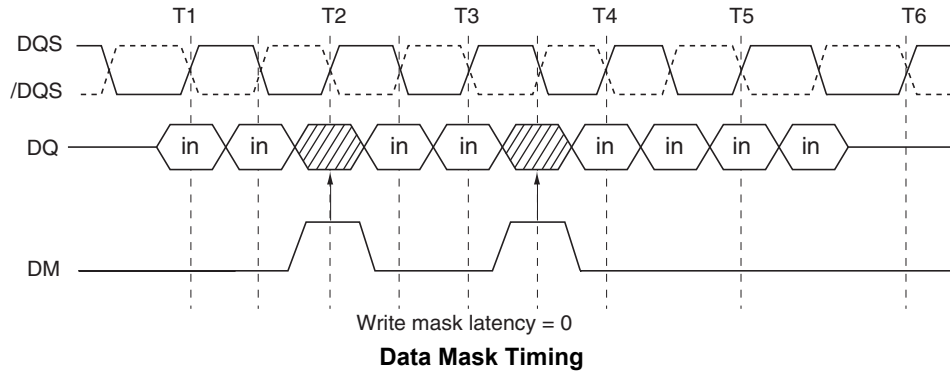 T1 T2 T3 T4 T5 T6
DQS
/DQS
DQ in in in in in in in in
DM
Write mask latency = 0
Data Mask Timing